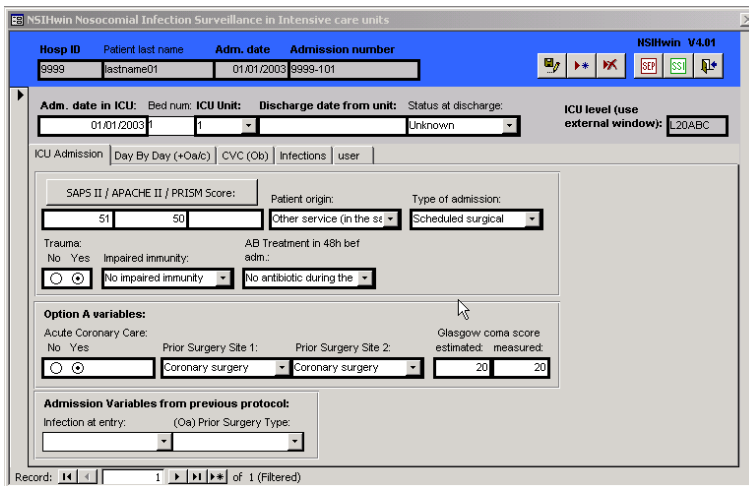 NSIHwin Nosocomial Infection Surveillance in Intensive care units
Hosp ID Patient last name Adm. date Admission number NSIHwin V4.01
9999 lastname01 01/01/2003 9999-101
SEP SSI
Adm. date in ICU: Bed num: ICU Unit: Discharge date from unit: Status at discharge: ICU level (use
external window): L20ABC
01/01/2003 1 1 Unknown
ICU Admission Day By Day (+Oa/c) CVC (Ob) Infections user
SAPS II / APACHE II / PRISM Score: Patient origin: Type of admission:
51 50 Other service (in the sa Scheduled surgical
Trauma: AB Treatment in 48h bef
No Yes Impaired immunity: adm.:
No impaired immunity No antibiotic during the
Option A variables:
Acute Coronary Care: Glasgow coma score
No Yes Prior Surgery Site 1: Prior Surgery Site 2: estimated: measured:
Coronary surgery Coronary surgery 20 20
Admission Variables from previous protocol:
Infection at entry: (Oa) Prior Surgery Type:
Record: 1 of 1 (Filtered)